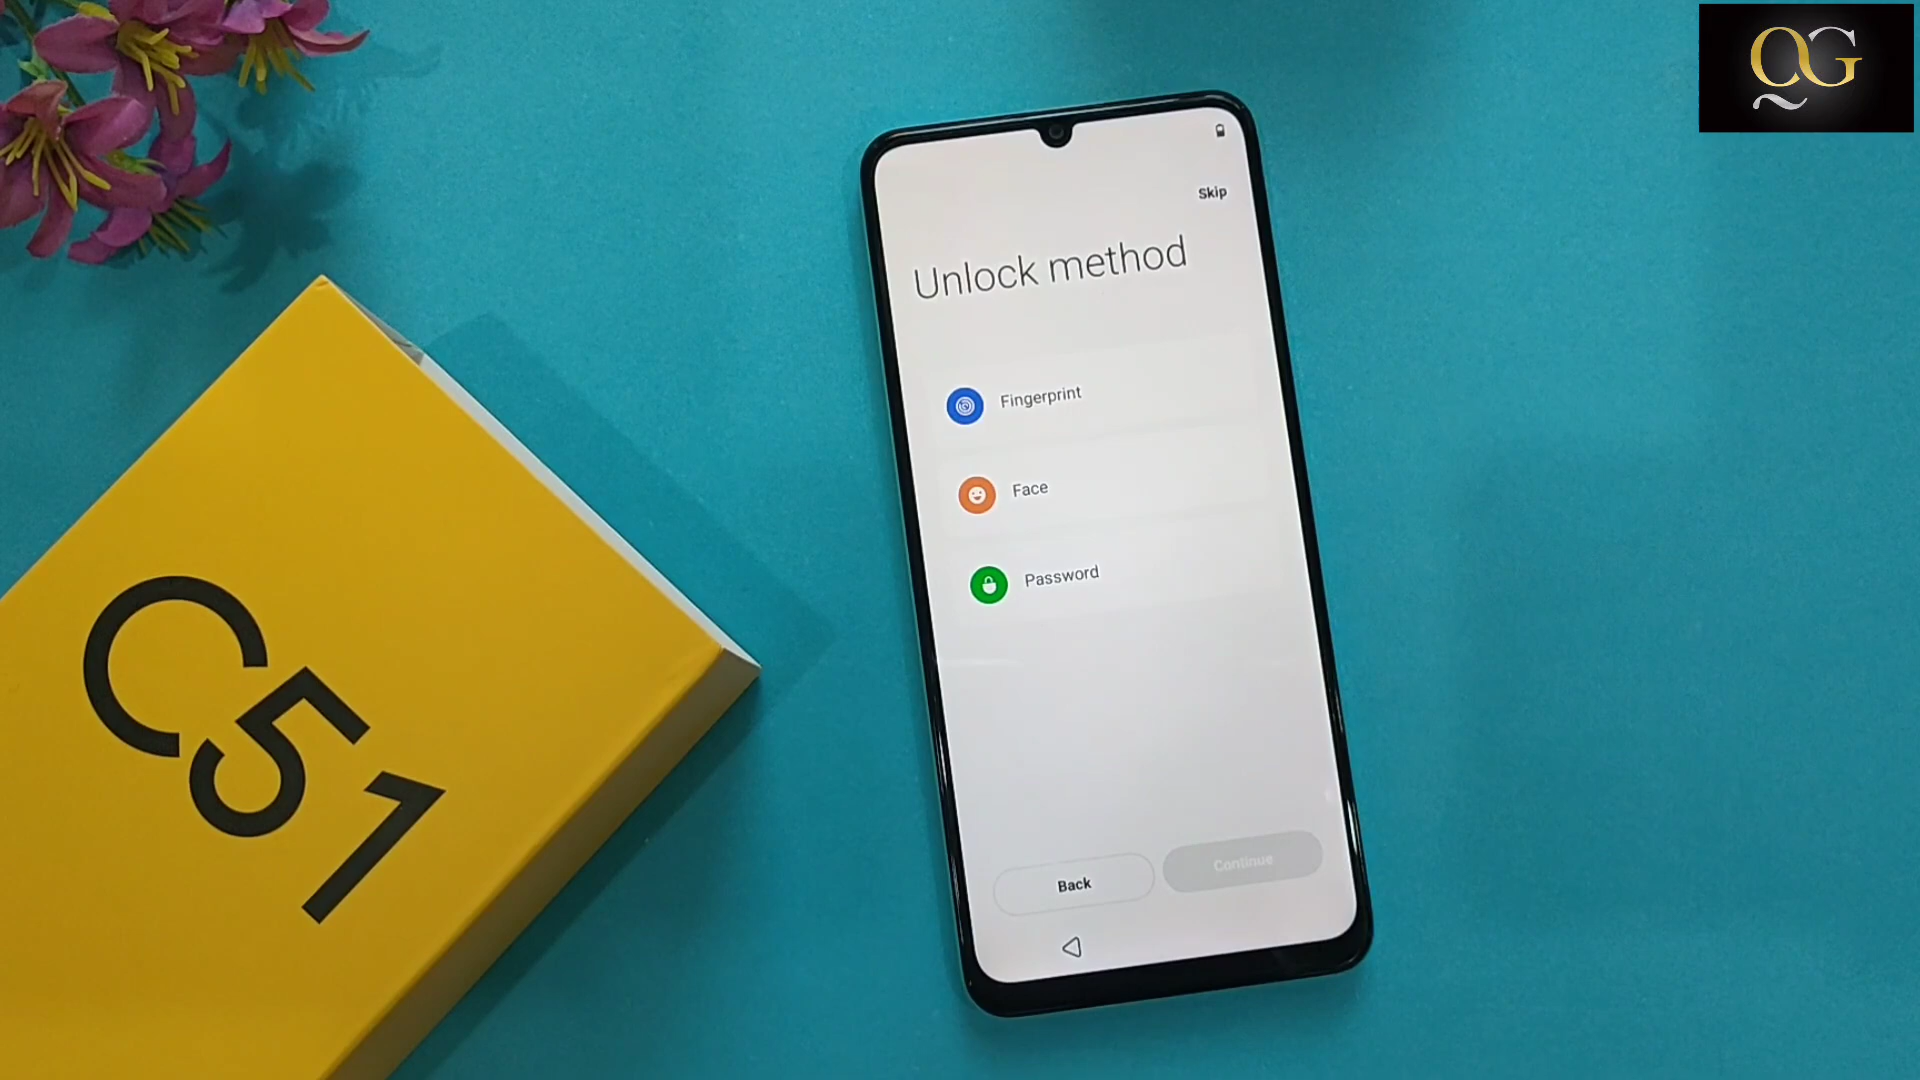 QG
Skip
Unlock method
Fingerprint
Face
Password
Back
Continue
C51